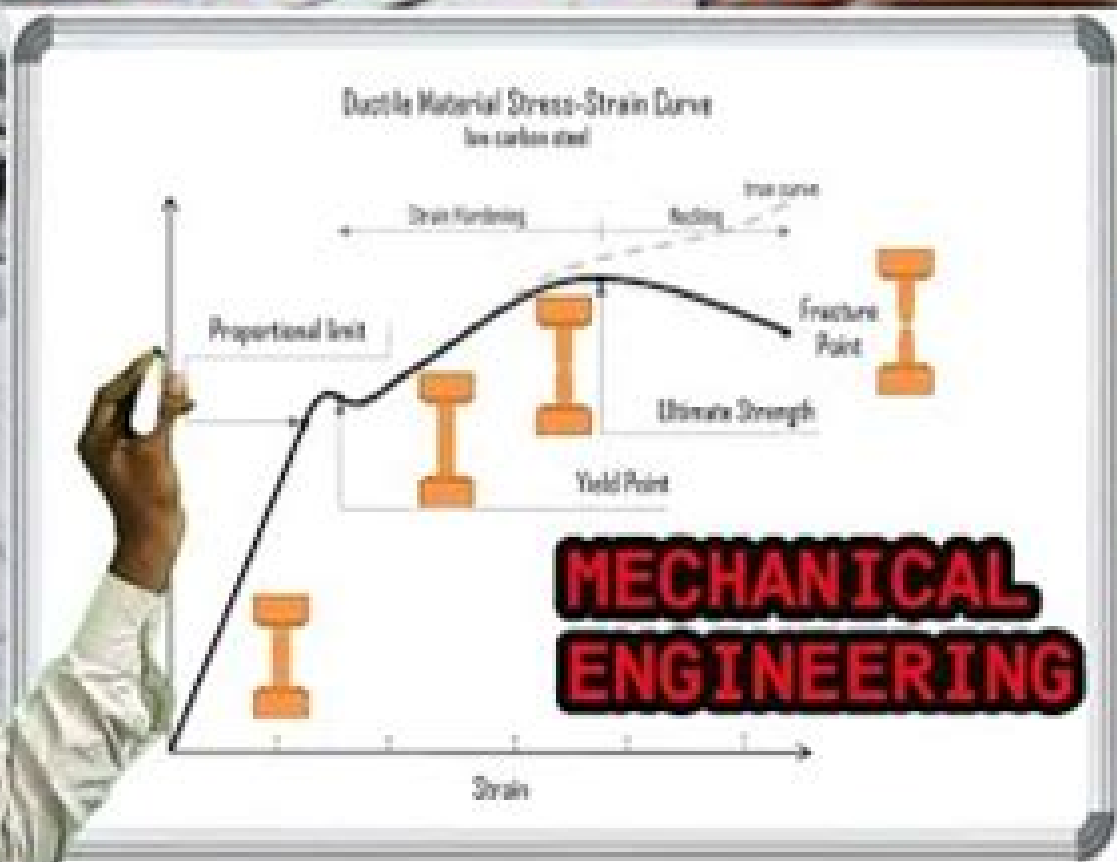 Ductile Material Stress-Strain Curve
low carbon steel
true curve
Strain Hardening
Necking
Proportional limit
Fracture
Point
Ultimate Strength
Yield Point
MECHANICAL
ENGINEERING
Strain